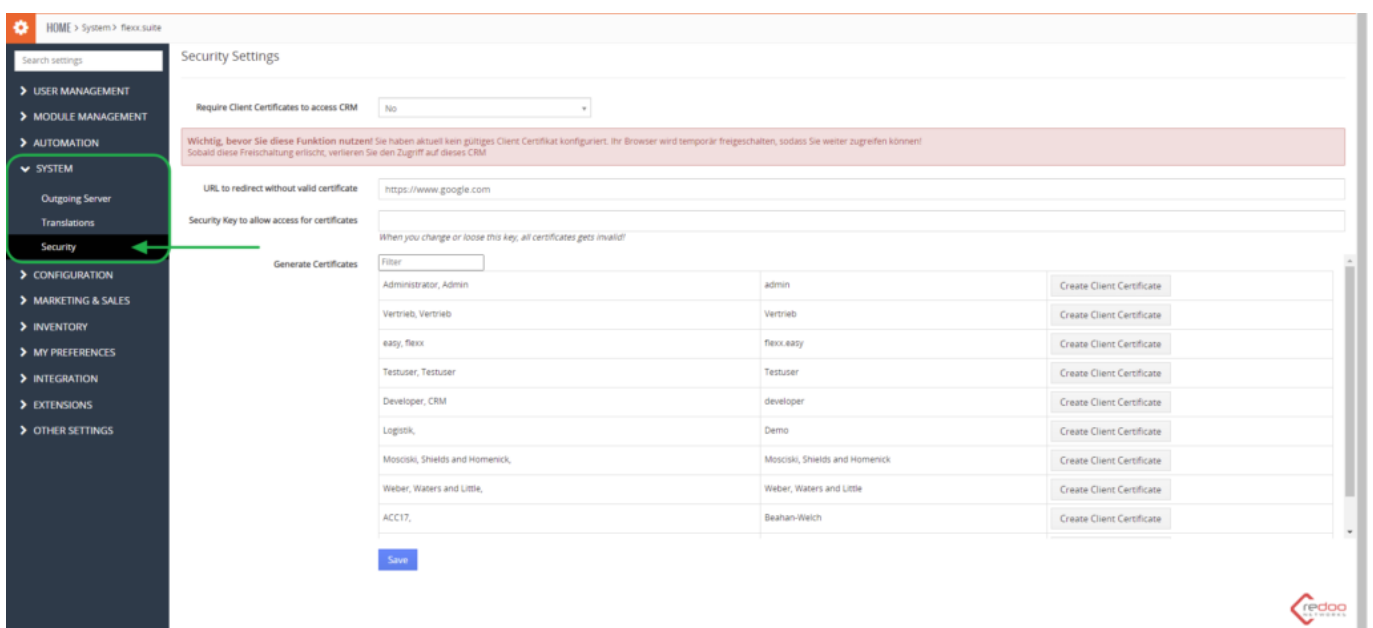 HOME > System > flexx.suite
Search settings
USER MANAGEMENT
MODULE MANAGEMENT
AUTOMATION
SYSTEM
Outgoing Server
Translations
Security
CONFIGURATION
MARKETING & SALES
INVENTORY
MY PREFERENCES
INTEGRATION
EXTENSIONS
OTHER SETTINGS
Security Settings
Require Client Certificates to access CRM No
Wichtig, bevor Sie diese Funktion nutzen! Sie haben aktuell kein gültiges Client Certifikat konfiguriert. Ihr Browser wird temporär freigeschalten, sodass Sie weiter zugreifen können!
Sobald diese Freischaltung erlischt, verlieren Sie den Zugriff auf dieses CRM
URL to redirect without valid certificate https://www.google.com
Security Key to allow access for certificates
When you change or loose this key, all certificates gets invalid!
Generate Certificates Filter
Administrator, Admin admin Create Client Certificate
Vertrieb, Vertrieb Vertrieb Create Client Certificate
easy, flexx flexx.easy Create Client Certificate
Testuser, Testuser Testuser Create Client Certificate
Developer, CRM developer Create Client Certificate
Logistik, Demo Create Client Certificate
Mosciski, Shields and Homenick, Mosciski, Shields and Homenick Create Client Certificate
Weber, Waters and Little, Weber, Waters and Little Create Client Certificate
ACC17, Beahan-Welch Create Client Certificate
Save
redoo
NETWORKS